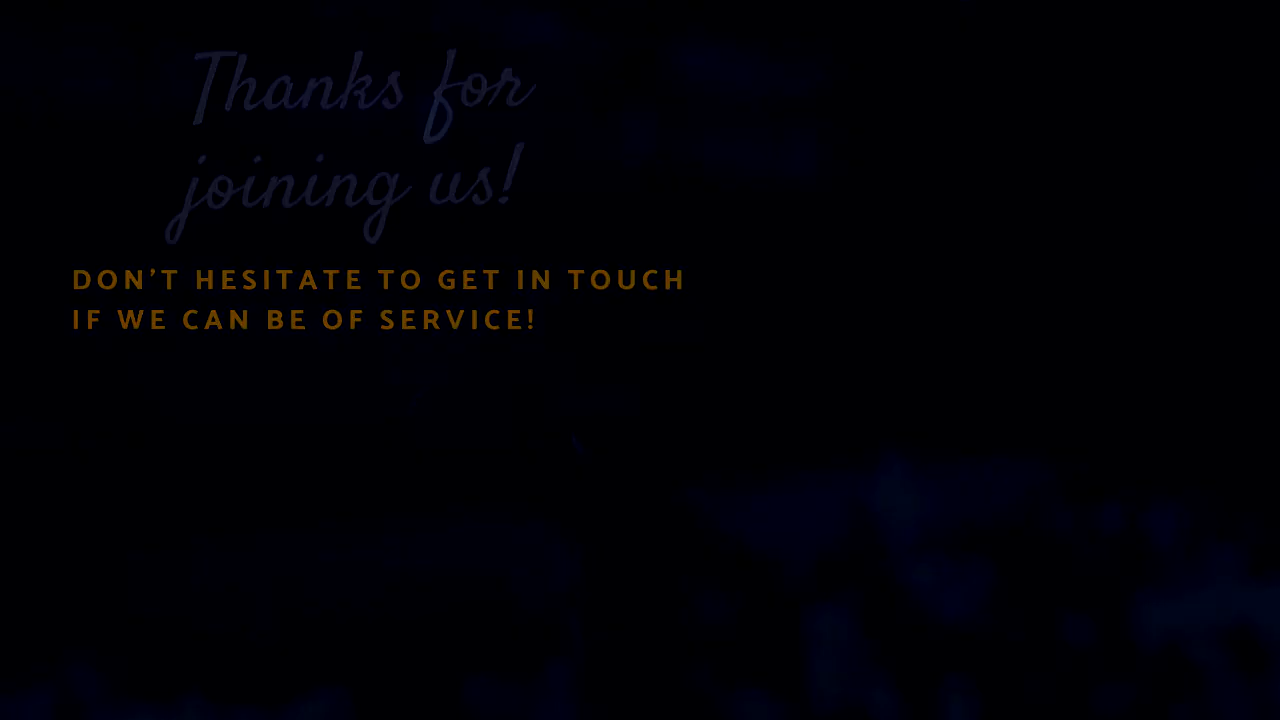 Thanks for
joining us!
DON’T HESITATE TO GET IN TOUCH
IF WE CAN BE OF SERVICE!